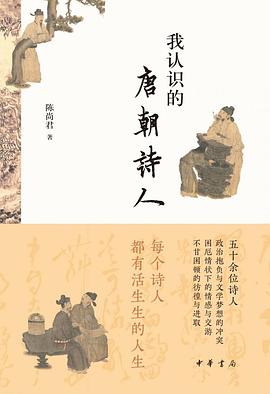 我认识的
唐朝诗人
陈尚君 著
每个诗人
都有活生生的人生
五十余位诗人
政治抱负与文学梦想的冲突
困厄情状下的情感与交游
不甘困顿的彷徨与进取
中华书局